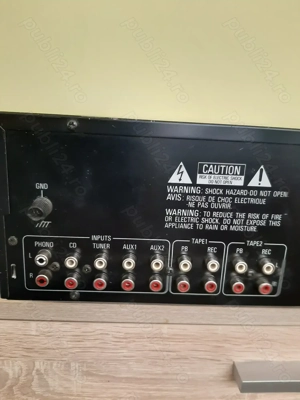 CAUTION
RISK OF ELECTRIC SHOCK
DO NOT OPEN
WARNING: SHOCK HAZARD-DO NOT OPEN
AVIS: RISQUE DE CHOC ELECTRIQUE
-NE PAS OUVRIR.
WARNING: TO REDUCE THE RISK OF FIRE
OR ELECTRIC SHOCK, DO NOT EXPOSE THIS
APPLIANCE TO RAIN OR MOISTURE
GND
INPUTS
TAPE1
TAPE2
PHONO CD TUNER AUX1 AUX2 PB REC PB REC
L
R